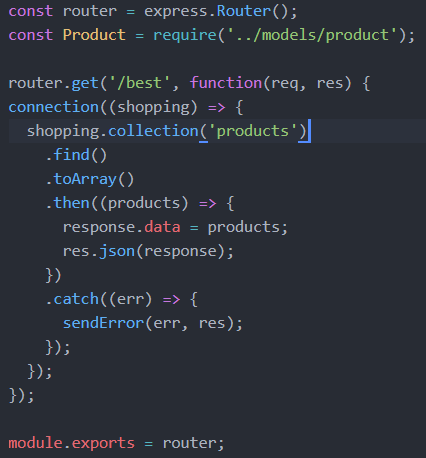 const router = express.Router();
const Product = require('../models/product');
router.get('/best', function(req, res) {
connection((shopping) => {
  shopping.collection('products')
    .find()
    .toArray()
    .then((products) => {
      response.data = products;
      res.json(response);
    })
    .catch((err) => {
      sendError(err, res);
    });
  });
});
module.exports = router;